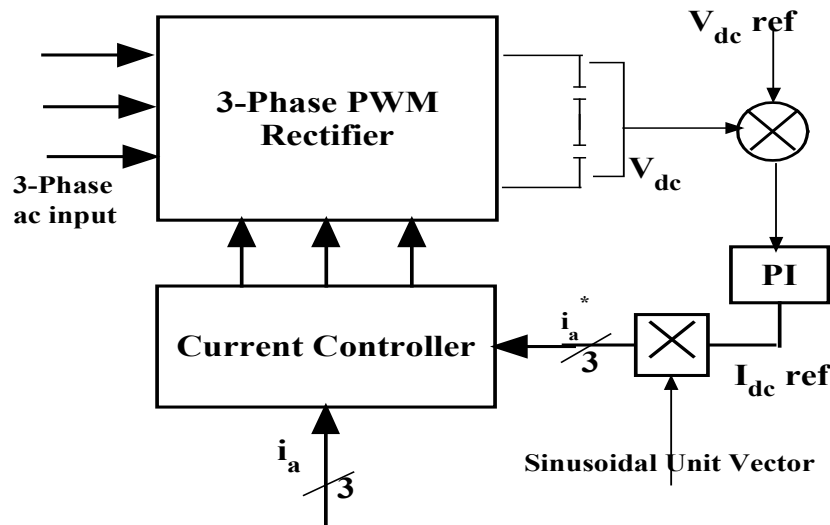 V_dc ref
3-Phase PWM
Rectifier
V_dc
3-Phase
ac input
PI
i_a*
3
Current Controller
I_dc ref
i_a
3
Sinusoidal Unit Vector